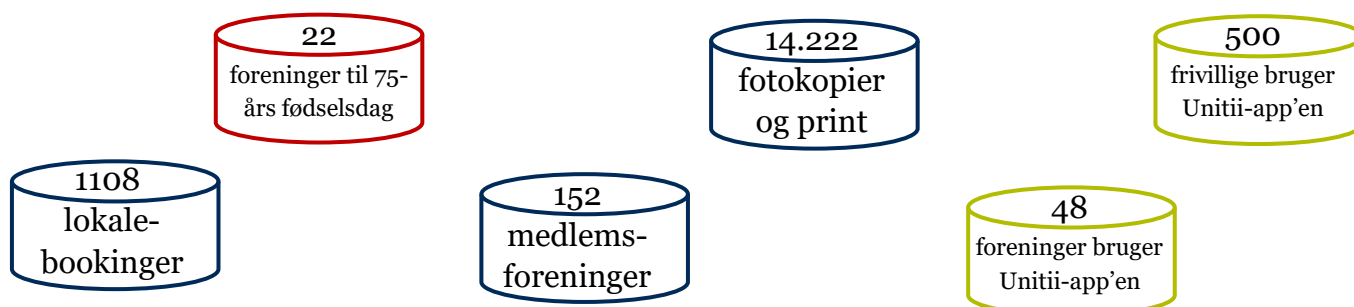 22
foreninger til 75-
års fødselsdag
14.222
fotokopier
og print
500
frivillige bruger
Unitii-app’en
1108
lokale-
bookinger
152
medlems-
foreninger
48
foreninger bruger
Unitii-app’en